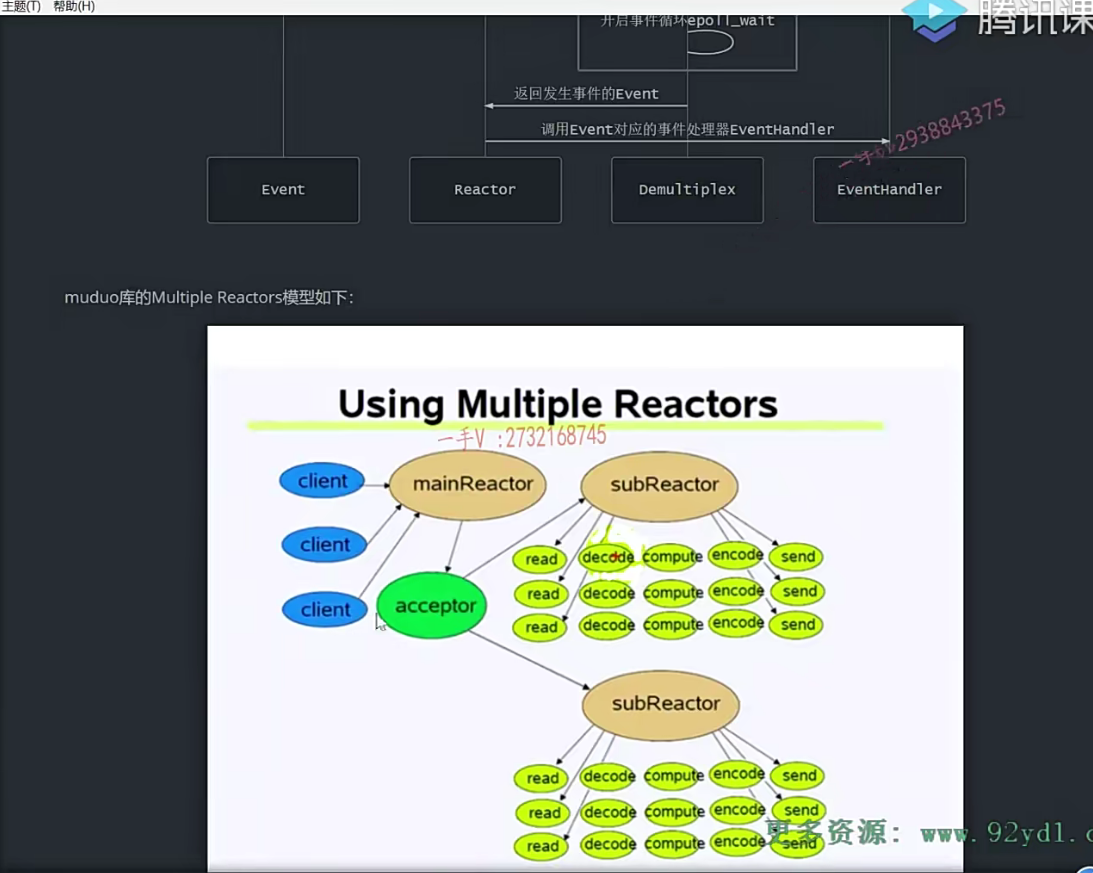 主题(T) 帮助(H)
腾讯课
开启事件循环epoll_wait
返回发生事件的Event
调用Event对应的事件处理器EventHandler
一手V 2938843375
Event Reactor Demultiplex EventHandler
muduo库的Multiple Reactors模型如下：
Using Multiple Reactors
一手V :2732168745
client mainReactor subReactor
client read decode compute encode send
client acceptor read decode compute encode send
read decode compute encode send
subReactor
read decode compute encode send
read decode compute encode send
read decode compute encode send
更多资源: www.92yd1.c